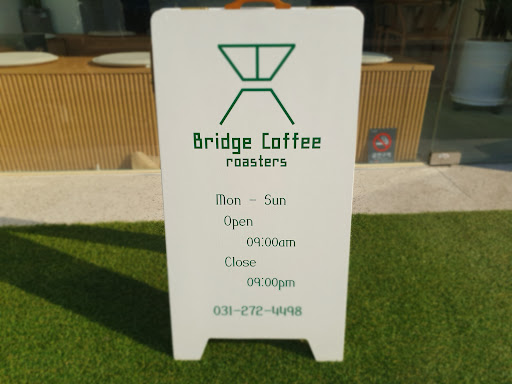 Bridge Coffee
roasters
Mon - Sun
Open
09:00am
Close
09:00pm
031-272-4498